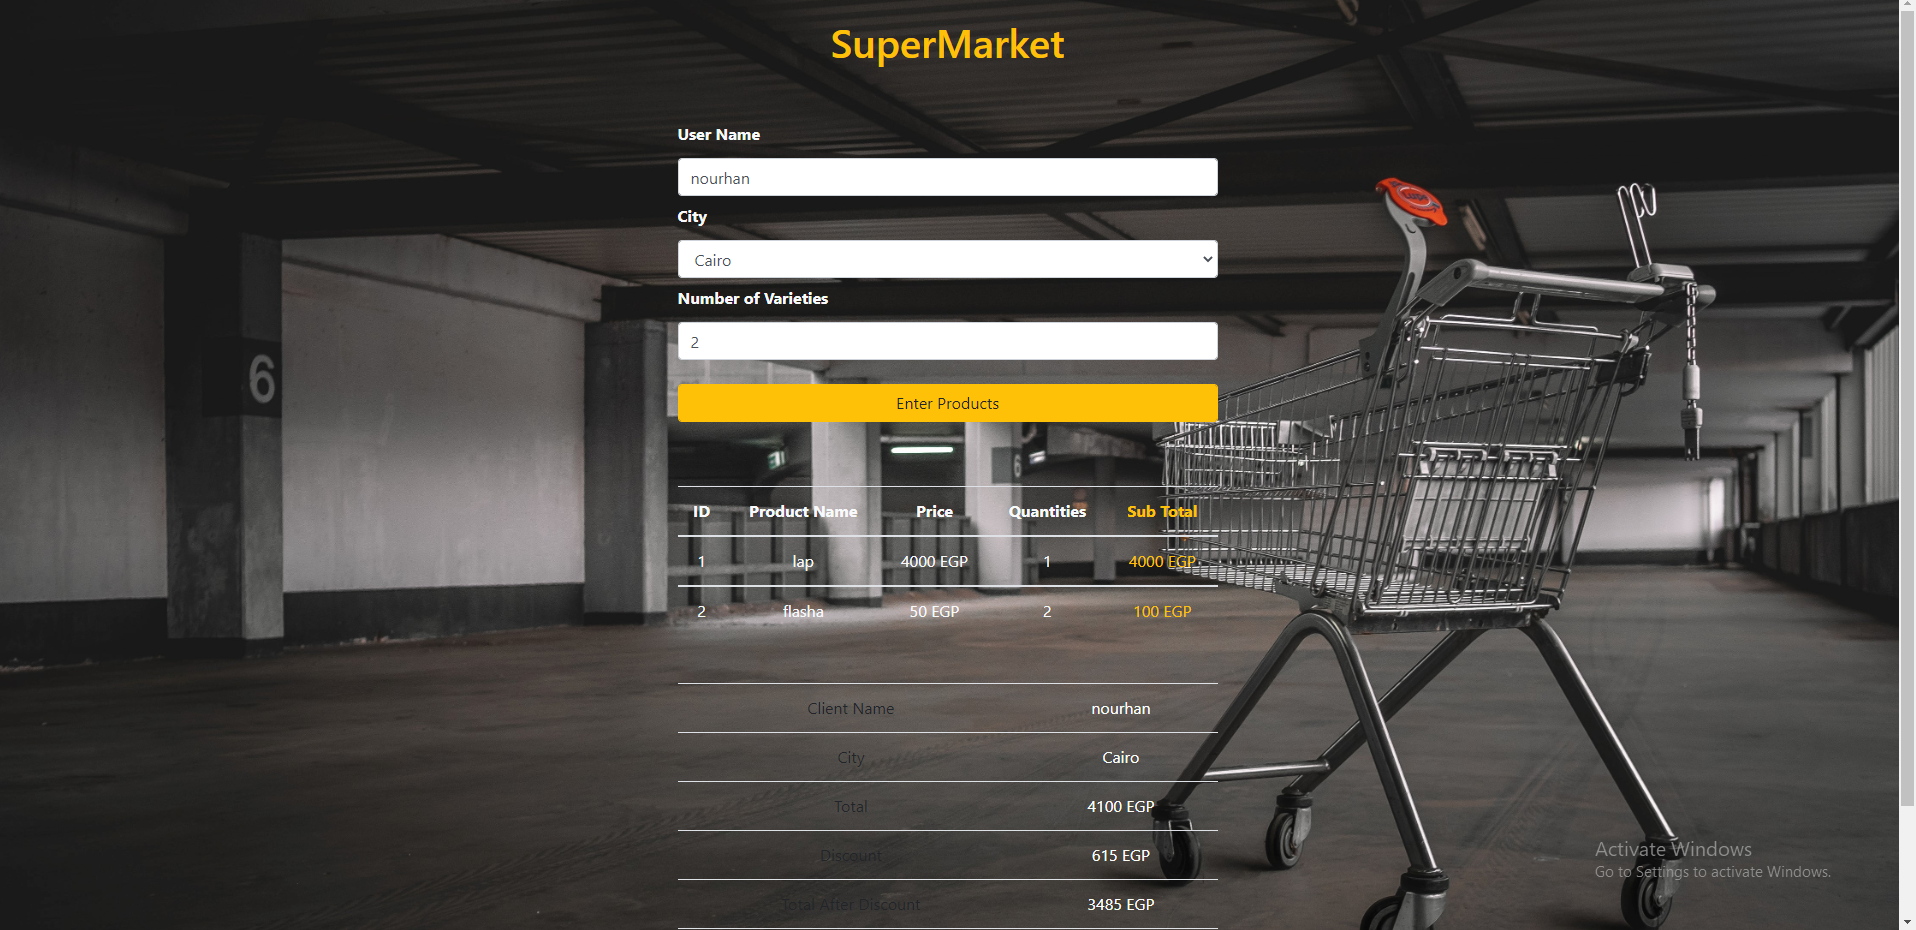 SuperMarket
User Name
nourhan
City
Cairo
Number of Varieties
2
Enter Products
6
6
ID Product Name Price Quantities Sub Total
1 lap 4000 EGP 1 4000 EGP
2 flasha 50 EGP 2 100 EGP
Client Name nourhan
City Cairo
Total 4100 EGP
Discount 615 EGP
Total After Discount 3485 EGP
Activate Windows
Go to Settings to activate Windows.